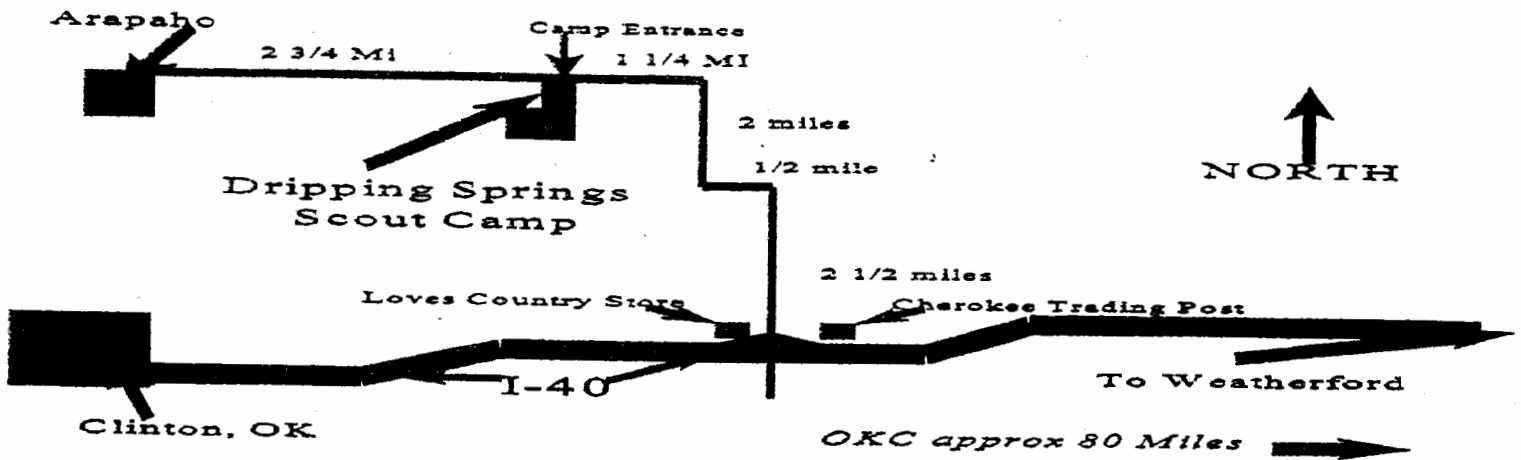 Arapaho
Camp Entrance
2 3/4 Mi
1 1/4 MI
2 miles
1/2 mile
NORTH
Dripping Springs
Scout Camp
2 1/2 miles
Loves Country Store
Cherokee Trading Post
I-40
To Weatherford
Clinton, OK
OKC approx 80 Miles